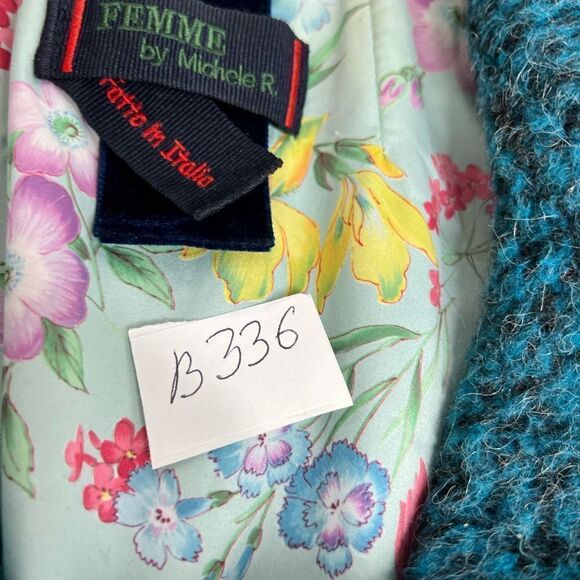 FEMME
by Michele R.
Fatto in Italia
B336